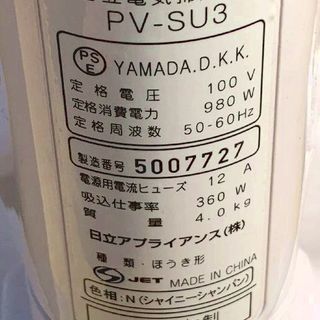 PV-SU3
PS
E
YAMADA.D.K.K.
定格電圧 100 V
定格消費電力 980 W
定格周波数 50-60Hz
製造番号 5007727
電源用電流ヒューズ 12 A
吸込仕事率 360 W
質量 4.0 kg
日立アプライアンス(株)
種類・ほうき形
S JET MADE IN CHINA
色相:N(シャイニーシャンパン)